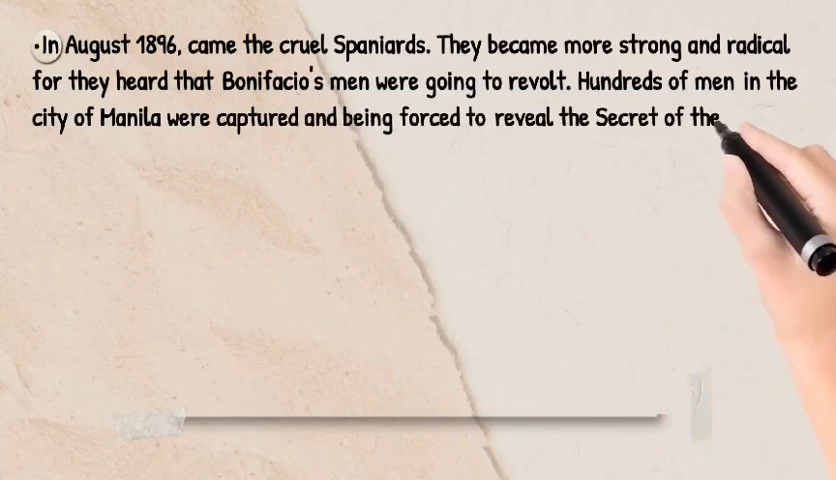 •In August 1896, came the cruel Spaniards. They became more strong and radical
for they heard that Bonifacio's men were going to revolt. Hundreds of men in the
city of Manila were captured and being forced to reveal the Secret of the